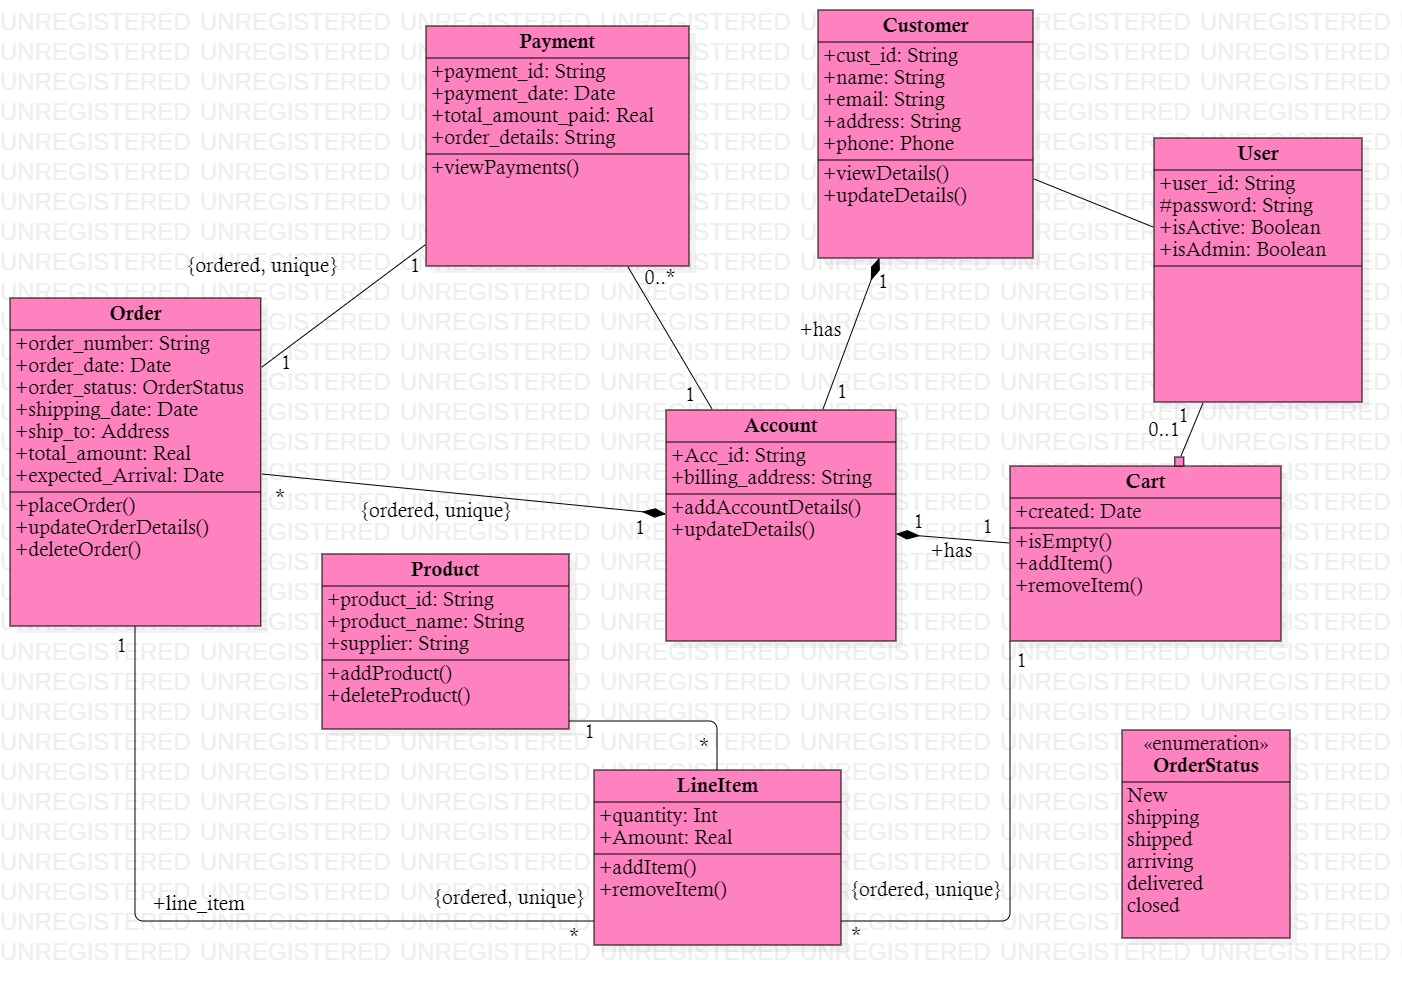 Payment
+payment_id: String
+payment_date: Date
+total_amount_paid: Real
+order_details: String
+viewPayments()
Customer
+cust_id: String
+name: String
+email: String
+address: String
+phone: Phone
+viewDetails()
+updateDetails()
User
+user_id: String
#password: String
+isActive: Boolean
+isAdmin: Boolean
{ordered, unique}
1
1
0..*
1
1
+has
1
Order
+order_number: String
+order_date: Date
+order_status: OrderStatus
+shipping_date: Date
+ship_to: Address
+total_amount: Real
+expected_Arrival: Date
+placeOrder()
+updateOrderDetails()
+deleteOrder()
*
{ordered, unique}
1
Account
+Acc_id: String
+billing_address: String
+addAccountDetails()
+updateDetails()
1
1
+has
1
0..1
Cart
+created: Date
+isEmpty()
+addItem()
+removeItem()
Product
+product_id: String
+product_name: String
+supplier: String
+addProduct()
+deleteProduct()
1
*
1
1
LineItem
+quantity: Int
+Amount: Real
+addItem()
+removeItem()
+line_item
{ordered, unique}
*
{ordered, unique}
*
«enumeration»
OrderStatus
New
shipping
shipped
arriving
delivered
closed
UNREGISTERED